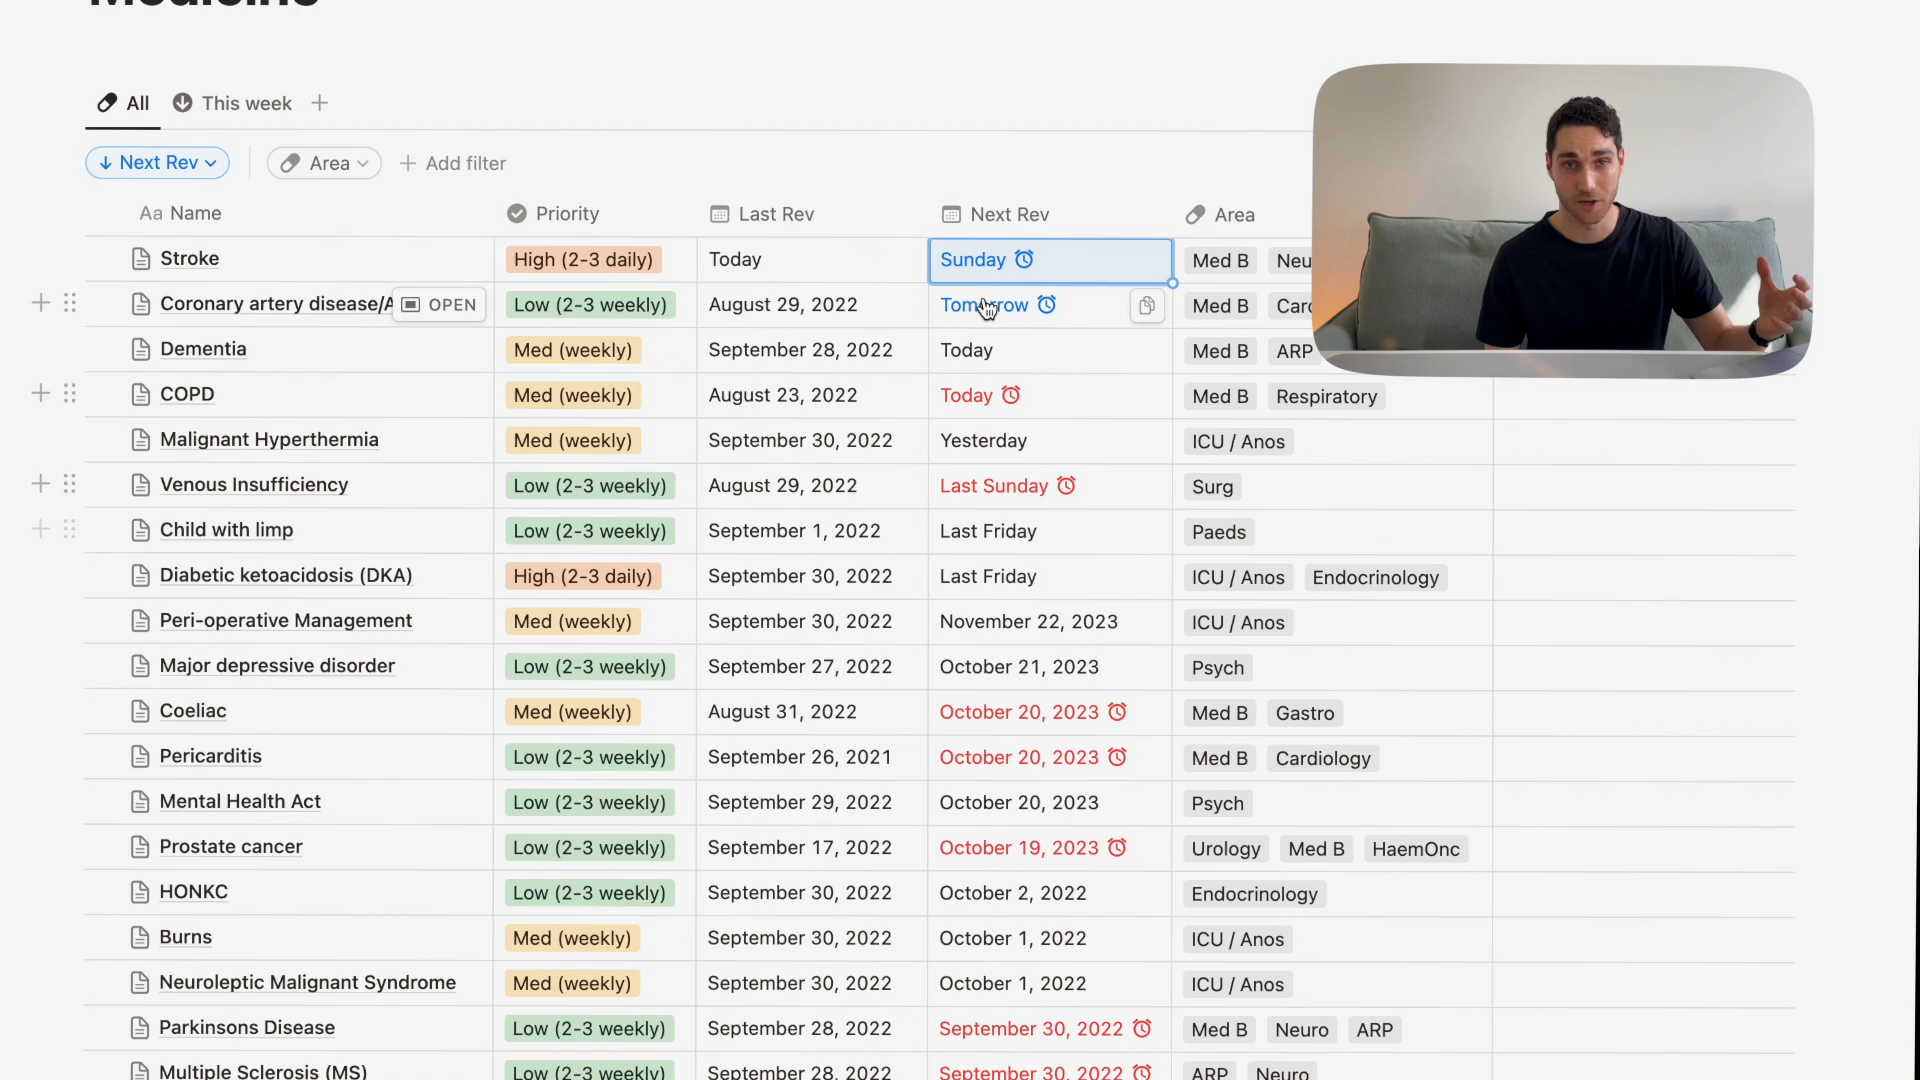 Medicine
All This week
Next Rev Area Add filter
Aa Name Priority Last Rev Next Rev Area
Stroke High (2-3 daily) Today Sunday Med B Neu
Coronary artery disease/A OPEN Low (2-3 weekly) August 29, 2022 Tomorrow Med B Card
Dementia Med (weekly) September 28, 2022 Today Med B ARP
COPD Med (weekly) August 23, 2022 Today Med B Respiratory
Malignant Hyperthermia Med (weekly) September 30, 2022 Yesterday ICU / Anos
Venous Insufficiency Low (2-3 weekly) August 29, 2022 Last Sunday Surg
Child with limp Low (2-3 weekly) September 1, 2022 Last Friday Paeds
Diabetic ketoacidosis (DKA) High (2-3 daily) September 30, 2022 Last Friday ICU / Anos Endocrinology
Peri-operative Management Med (weekly) September 30, 2022 November 22, 2023 ICU / Anos
Major depressive disorder Low (2-3 weekly) September 27, 2022 October 21, 2023 Psych
Coeliac Med (weekly) August 31, 2022 October 20, 2023 Med B Gastro
Pericarditis Low (2-3 weekly) September 26, 2021 October 20, 2023 Med B Cardiology
Mental Health Act Low (2-3 weekly) September 29, 2022 October 20, 2023 Psych
Prostate cancer Low (2-3 weekly) September 17, 2022 October 19, 2023 Urology Med B HaemOnc
HONKC Low (2-3 weekly) September 30, 2022 October 2, 2022 Endocrinology
Burns Med (weekly) September 30, 2022 October 1, 2022 ICU / Anos
Neuroleptic Malignant Syndrome Med (weekly) September 30, 2022 October 1, 2022 ICU / Anos
Parkinsons Disease Low (2-3 weekly) September 28, 2022 September 30, 2022 Med B Neuro ARP
Multiple Sclerosis (MS) Low (2-3 weekly) September 28, 2022 September 30, 2022 ARP Neuro